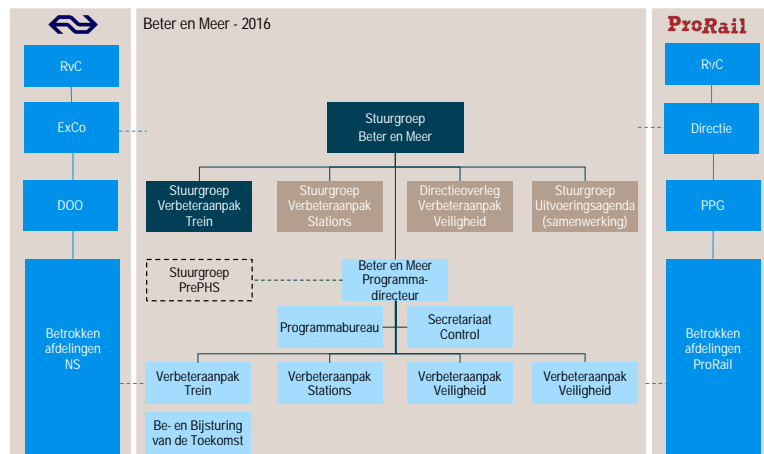 Beter en Meer - 2016
ProRail
RvC
RvC
ExCo
Stuurgroep
Beter en Meer
Directie
DOO
Stuurgroep
Verbeteraanpak
Trein
Stuurgroep
Verbeteraanpak
Stations
Directieoverleg
Verbeteraanpak
Veiligheid
Stuurgroep
Uitvoeringsagenda
(samenwerking)
PPG
Stuurgroep
PrePHS
Beter en Meer
Programma-
directeur
Programmabureau
Secretariaat
Control
Betrokken
afdelingen
NS
Betrokken
afdelingen
ProRail
Verbeteraanpak
Trein
Verbeteraanpak
Stations
Verbeteraanpak
Veiligheid
Verbeteraanpak
Veiligheid
Be- en Bijsturing
van de Toekomst